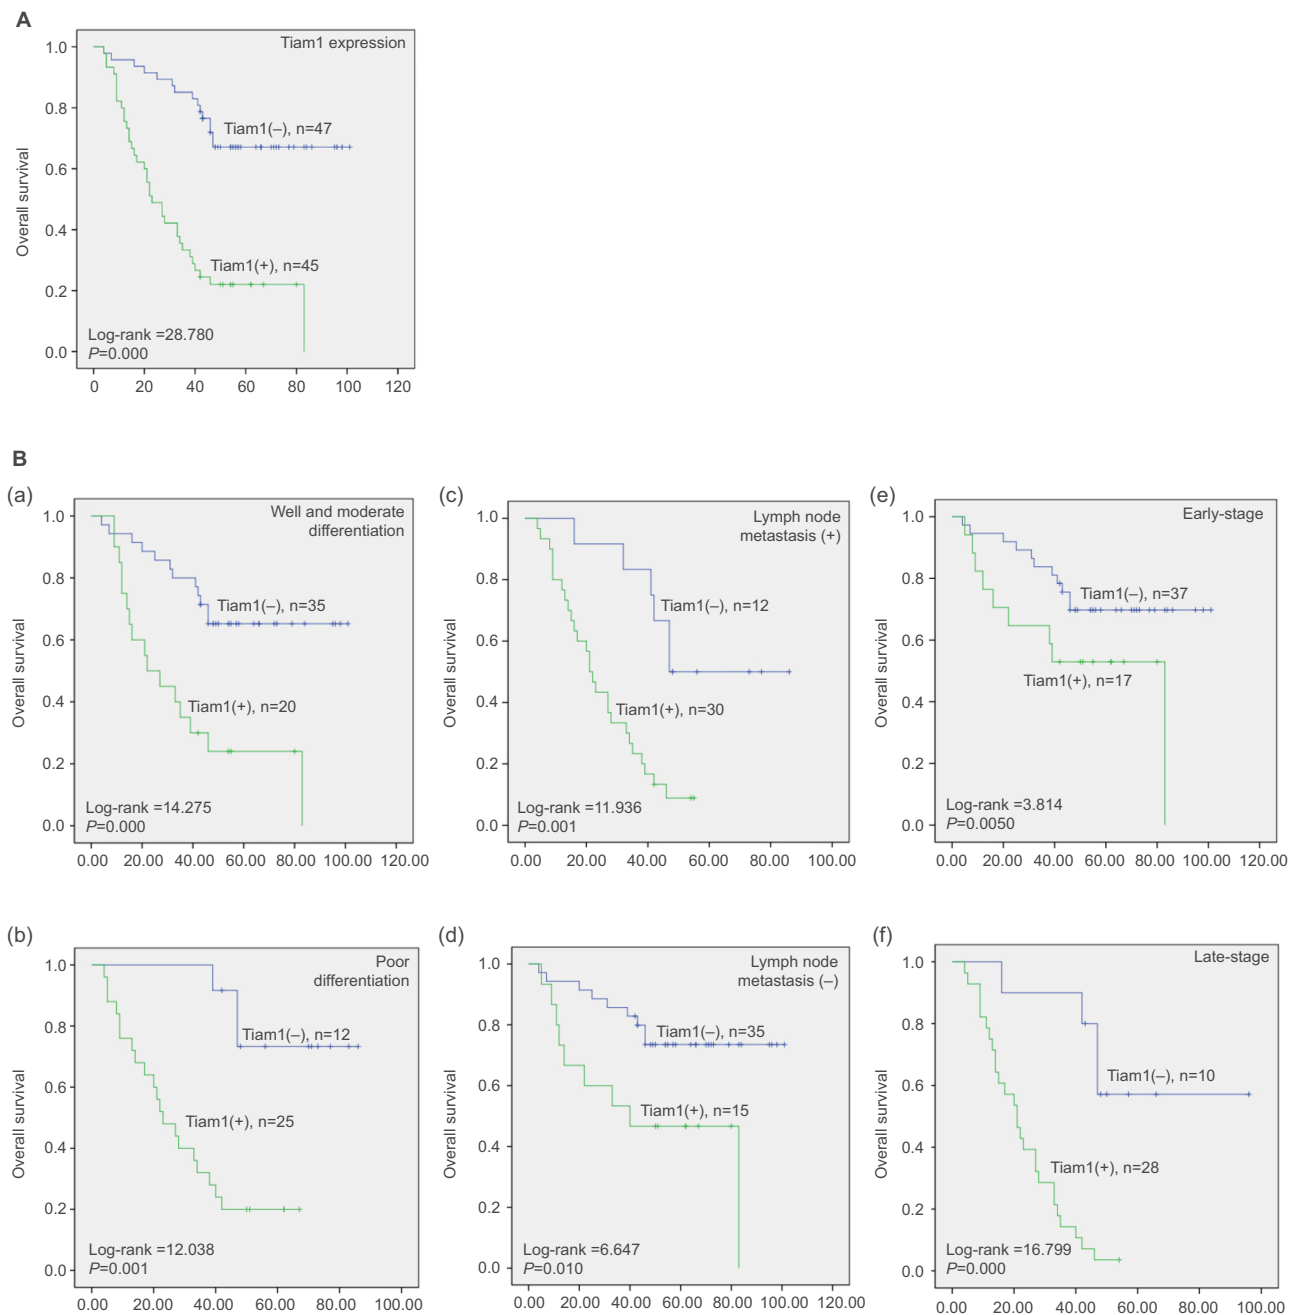 A
Tiam1 expression
1.0
0.8
0.6
0.4
0.2
0.0
Overall survival
Tiam1(–), n=47
Tiam1(+), n=45
Log-rank =28.780
P=0.000
0 20 40 60 80 100 120
B
(a)
Well and moderate
differentiation
1.0
0.8
0.6
0.4
0.2
0.0
Overall survival
Tiam1(–), n=35
Tiam1(+), n=20
Log-rank =14.275
P=0.000
0.00 20.00 40.00 60.00 80.00 100.00 120.00
(c)
Lymph node
metastasis (+)
1.0
0.8
0.6
0.4
0.2
0.0
Overall survival
Tiam1(–), n=12
Tiam1(+), n=30
Log-rank =11.936
P=0.001
0.00 20.00 40.00 60.00 80.00 100.00
(e)
Early-stage
1.0
0.8
0.6
0.4
0.2
0.0
Overall survival
Tiam1(–), n=37
Tiam1(+), n=17
Log-rank =3.814
P=0.0050
0.00 20.00 40.00 60.00 80.00 100.00 120.00
(b)
Poor
differentiation
1.0
0.8
0.6
0.4
0.2
0.0
Overall survival
Tiam1(–), n=12
Tiam1(+), n=25
Log-rank =12.038
P=0.001
0.00 20.00 40.00 60.00 80.00 100.00
(d)
Lymph node
metastasis (–)
1.0
0.8
0.6
0.4
0.2
0.0
Overall survival
Tiam1(–), n=35
Tiam1(+), n=15
Log-rank =6.647
P=0.010
0.00 20.00 40.00 60.00 80.00 100.00 120.00
(f)
Late-stage
1.0
0.8
0.6
0.4
0.2
0.0
Overall survival
Tiam1(–), n=10
Tiam1(+), n=28
Log-rank =16.799
P=0.000
0.00 20.00 40.00 60.00 80.00 100.00